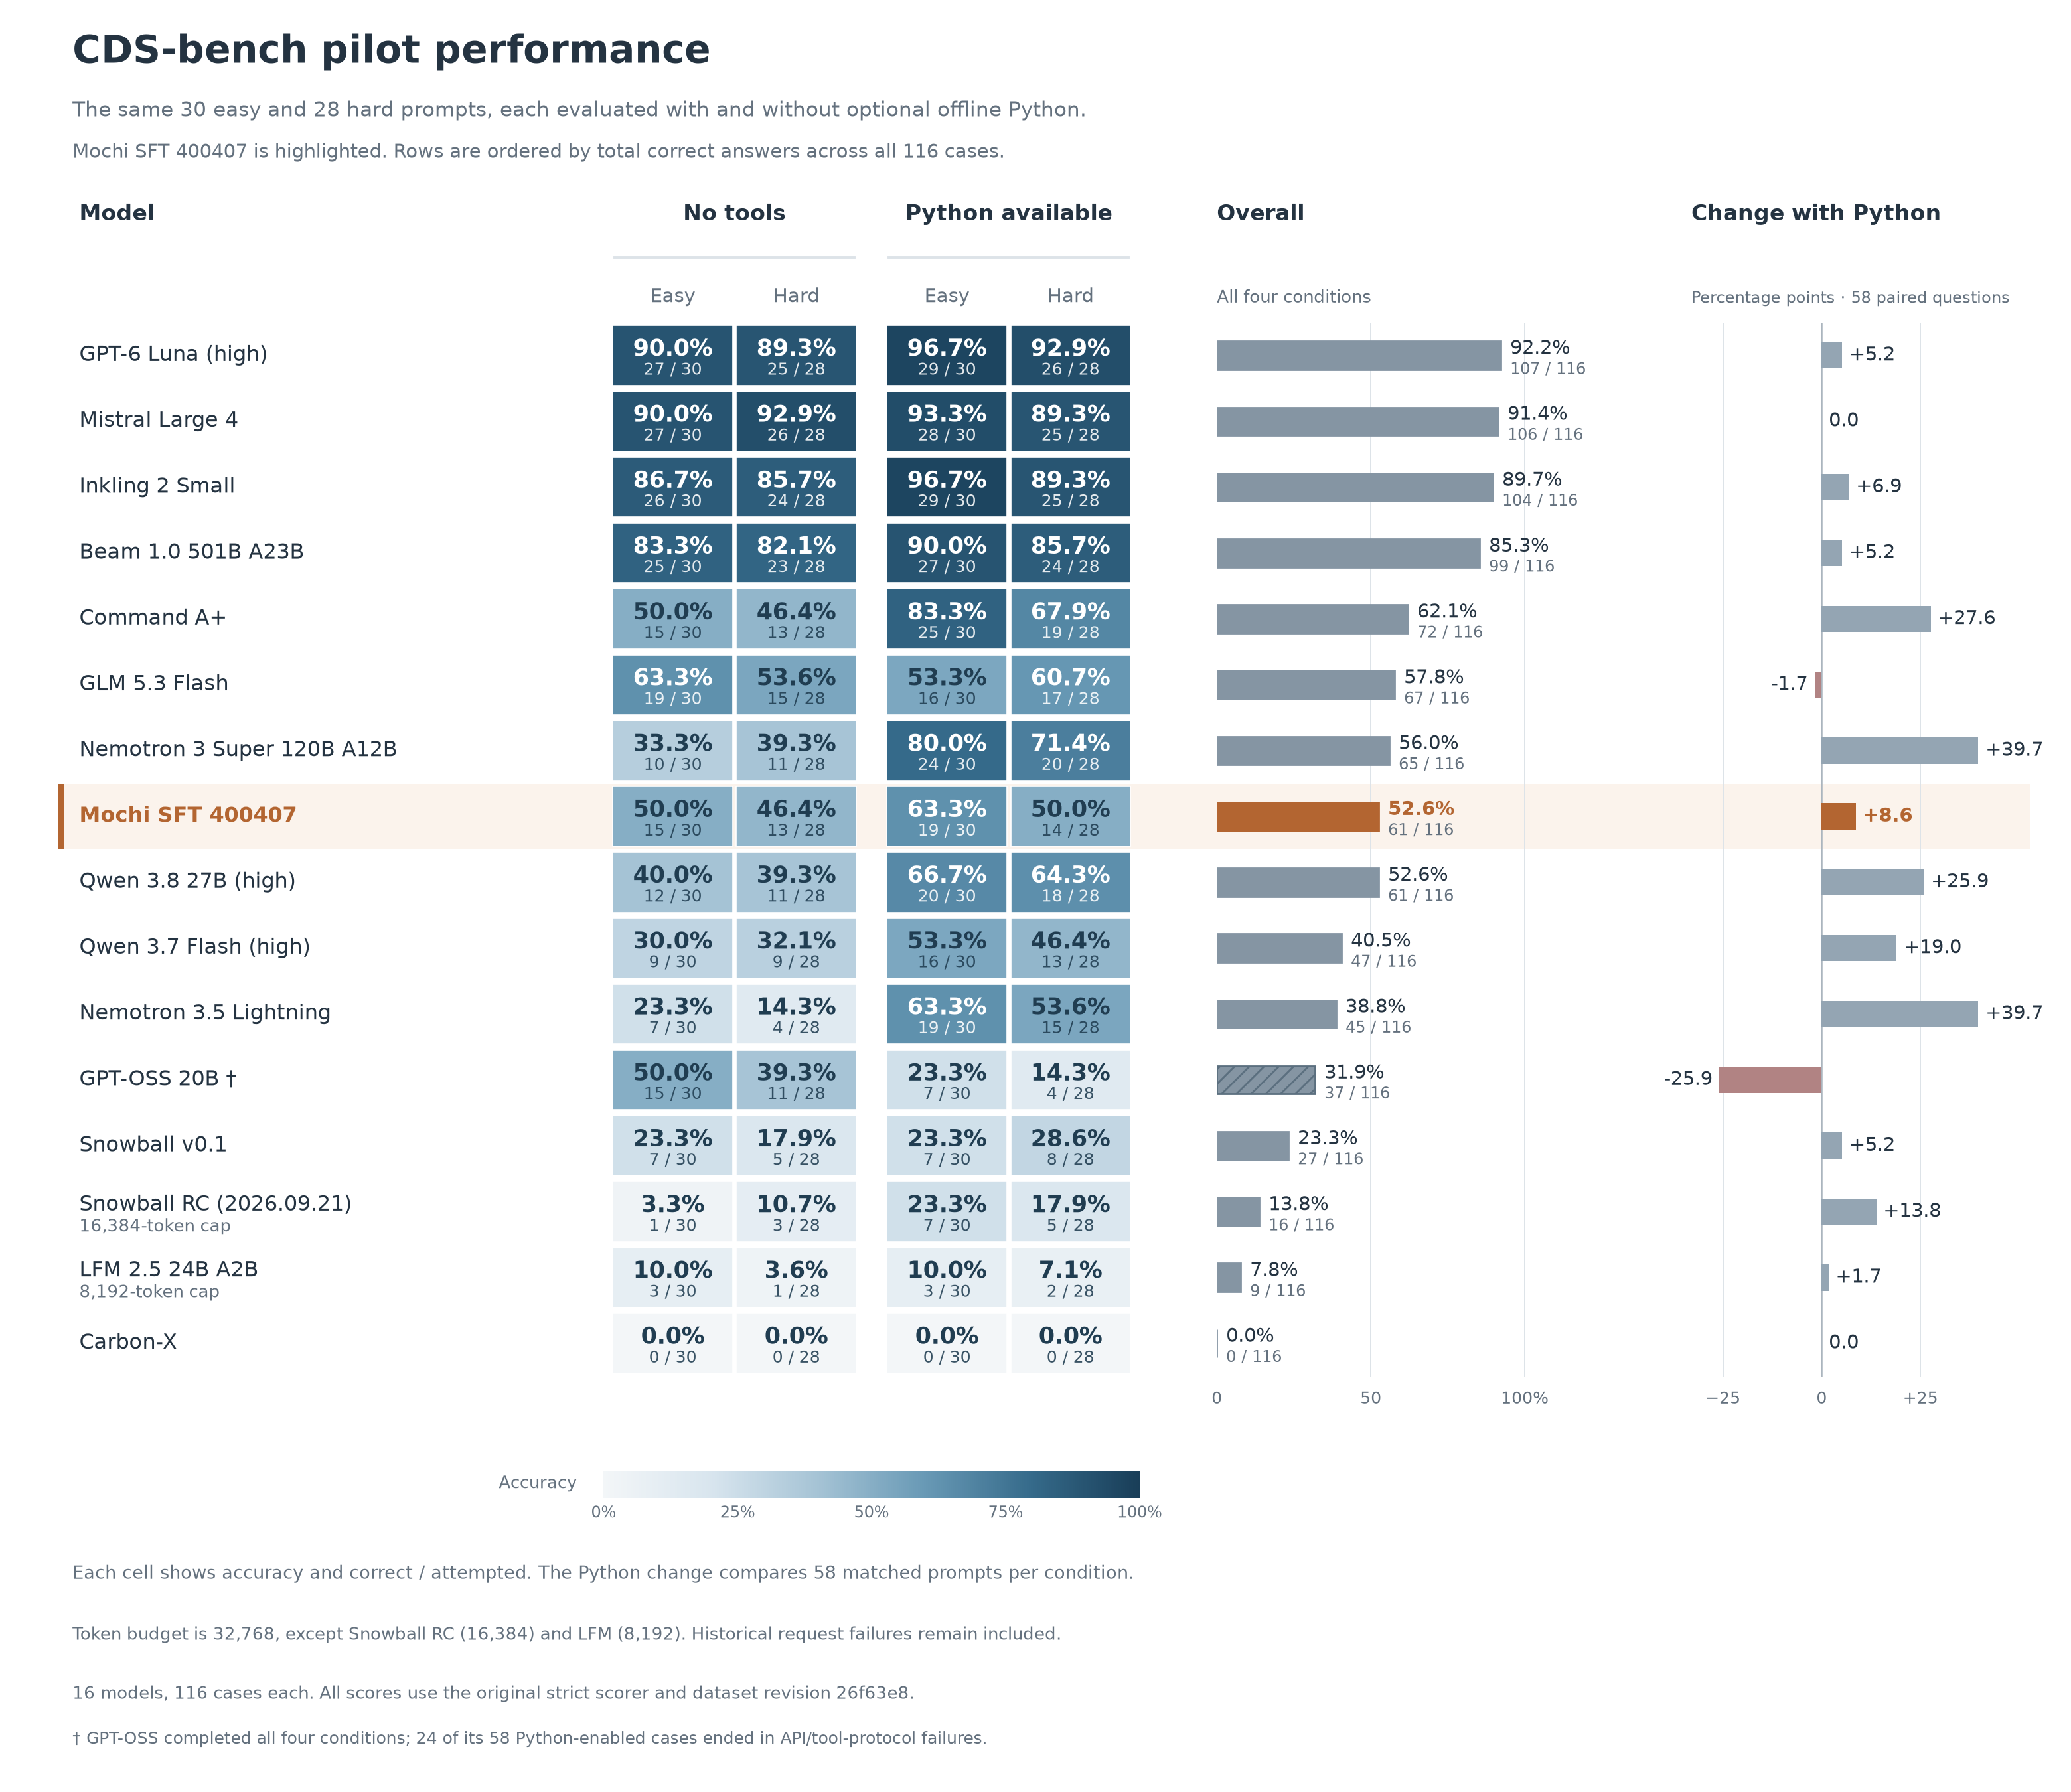 CDS-bench pilot performance
The same 30 easy and 28 hard prompts, each evaluated with and without optional offline Python.
Mochi SFT 400407 is highlighted. Rows are ordered by total correct answers across all 116 cases.
Model No tools Python available Overall Change with Python
Easy Hard Easy Hard All four conditions Percentage points · 58 paired questions
GPT-6 Luna (high) 90.0% 89.3% 96.7% 92.9% 92.2% +5.2
27 / 30 25 / 28 29 / 30 26 / 28 107 / 116
Mistral Large 4 90.0% 92.9% 93.3% 89.3% 91.4% 0.0
27 / 30 26 / 28 28 / 30 25 / 28 106 / 116
Inkling 2 Small 86.7% 85.7% 96.7% 89.3% 89.7% +6.9
26 / 30 24 / 28 29 / 30 25 / 28 104 / 116
Beam 1.0 501B A23B 83.3% 82.1% 90.0% 85.7% 85.3% +5.2
25 / 30 23 / 28 27 / 30 24 / 28 99 / 116
Command A+ 50.0% 46.4% 83.3% 67.9% 62.1% +27.6
15 / 30 13 / 28 25 / 30 19 / 28 72 / 116
GLM 5.3 Flash 63.3% 53.6% 53.3% 60.7% 57.8% -1.7
19 / 30 15 / 28 16 / 30 17 / 28 67 / 116
Nemotron 3 Super 120B A12B 33.3% 39.3% 80.0% 71.4% 56.0% +39.7
10 / 30 11 / 28 24 / 30 20 / 28 65 / 116
Mochi SFT 400407 50.0% 46.4% 63.3% 50.0% 52.6% +8.6
15 / 30 13 / 28 19 / 30 14 / 28 61 / 116
Qwen 3.8 27B (high) 40.0% 39.3% 66.7% 64.3% 52.6% +25.9
12 / 30 11 / 28 20 / 30 18 / 28 61 / 116
Qwen 3.7 Flash (high) 30.0% 32.1% 53.3% 46.4% 40.5% +19.0
9 / 30 9 / 28 16 / 30 13 / 28 47 / 116
Nemotron 3.5 Lightning 23.3% 14.3% 63.3% 53.6% 38.8% +39.7
7 / 30 4 / 28 19 / 30 15 / 28 45 / 116
GPT-OSS 20B † 50.0% 39.3% 23.3% 14.3% 31.9% -25.9
15 / 30 11 / 28 7 / 30 4 / 28 37 / 116
Snowball v0.1 23.3% 17.9% 23.3% 28.6% 23.3% +5.2
7 / 30 5 / 28 7 / 30 8 / 28 27 / 116
Snowball RC (2026.09.21) 3.3% 10.7% 23.3% 17.9% 13.8% +13.8
16,384-token cap 1 / 30 3 / 28 7 / 30 5 / 28 16 / 116
LFM 2.5 24B A2B 10.0% 3.6% 10.0% 7.1% 7.8% +1.7
8,192-token cap 3 / 30 1 / 28 3 / 30 2 / 28 9 / 116
Carbon-X 0.0% 0.0% 0.0% 0.0% 0.0% 0.0
0 / 30 0 / 28 0 / 30 0 / 28 0 / 116
0 50 100% −25 0 +25
Accuracy
0% 25% 50% 75% 100%
Each cell shows accuracy and correct / attempted. The Python change compares 58 matched prompts per condition.
Token budget is 32,768, except Snowball RC (16,384) and LFM (8,192). Historical request failures remain included.
16 models, 116 cases each. All scores use the original strict scorer and dataset revision 26f63e8.
† GPT-OSS completed all four conditions; 24 of its 58 Python-enabled cases ended in API/tool-protocol failures.